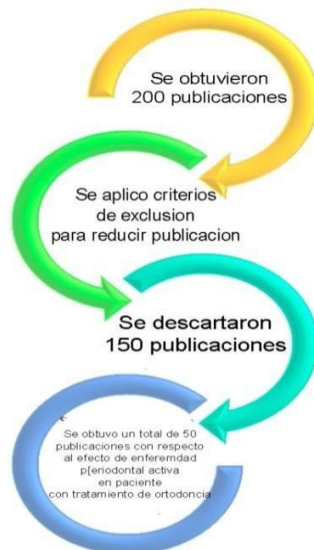 Se obtuvieron
200 publicaciones
Se aplico criterios
de exclusion
para reducir publicacion
Se descartaron
150 publicaciones
Se obtuvo un total de 50
publicaciones con respecto
al efecto de enferemdad
p[eriodontal activa
en paciente
con tratamiento de ortodoncia